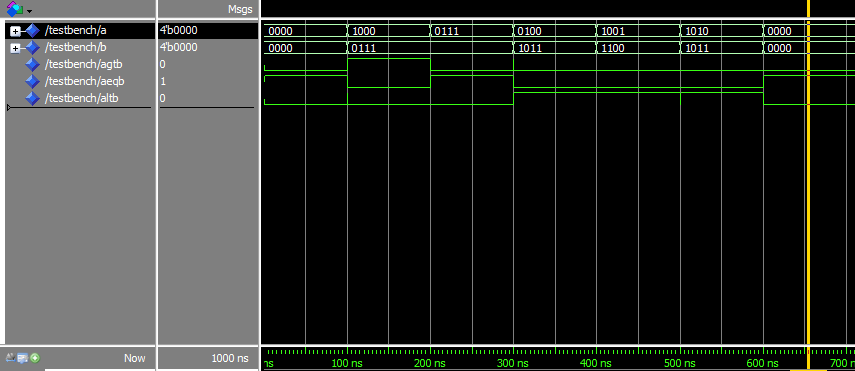 Msgs
/testbench/a 4'b0000 0000 1000 0111 0100 1001 1010 0000
/testbench/b 4'b0000 0000 0111 1011 1100 1011 0000
/testbench/agtb 0
/testbench/aeqb 1
/testbench/altb 0
Now 1000 ns ns 100 ns 200 ns 300 ns 400 ns 500 ns 600 ns 700 n